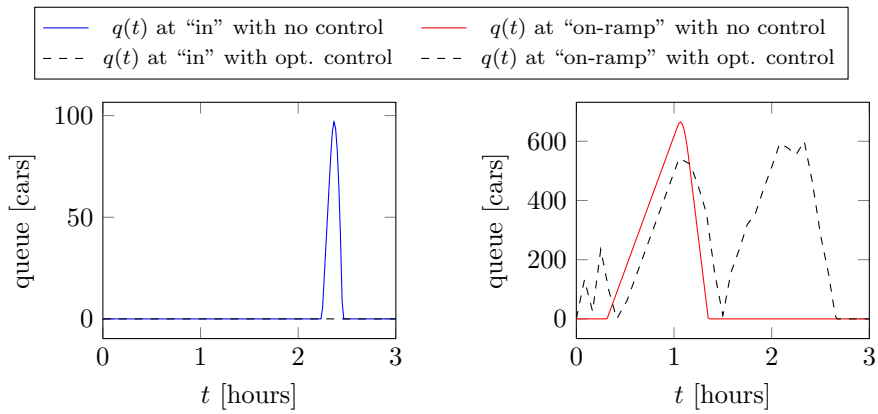 q(t) at “in” with no control
q(t) at “on-ramp” with no control
q(t) at “in” with opt. control
q(t) at “on-ramp” with opt. control
queue [cars]
100
50
0
0
1
2
3
t [hours]
queue [cars]
600
400
200
0
0
1
2
3
t [hours]